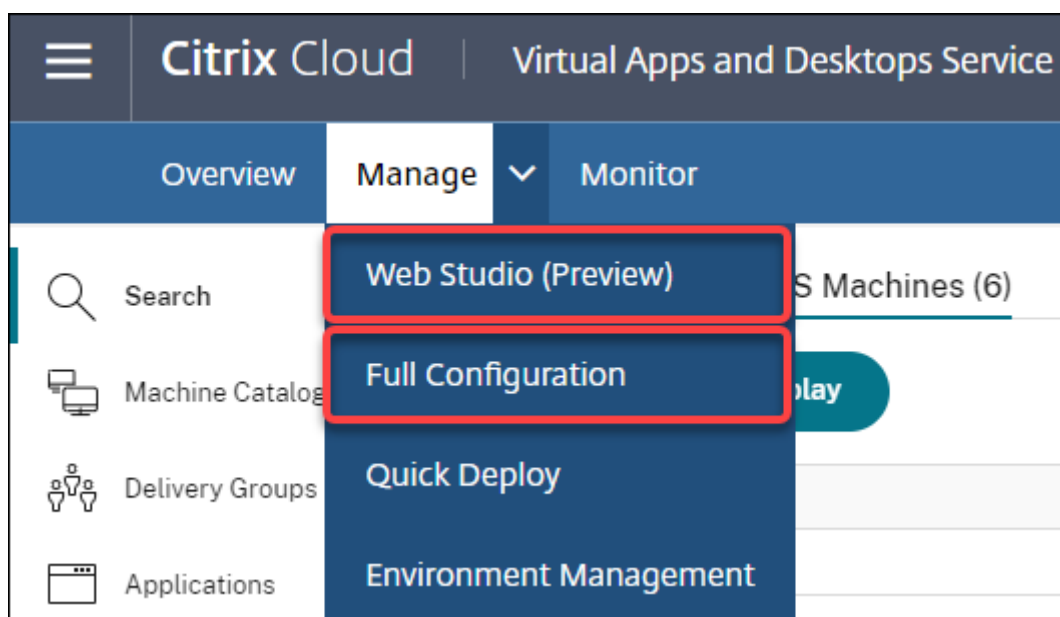 Citrix Cloud
Virtual Apps and Desktops Service
Overview
Manage
Monitor
Web Studio (Preview)
Full Configuration
Quick Deploy
Environment Management
Search
Machine Catalog
Delivery Groups
Applications
S Machines (6)
play